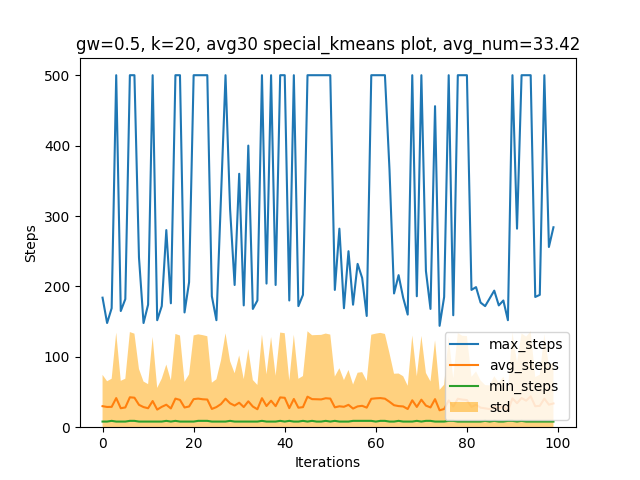 gw=0.5, k=20, avg30 special_kmeans plot, avg_num=33.42
500
400
300
200
100
0
Steps
max_steps
avg_steps
min_steps
std
0 20 40 60 80 100
Iterations